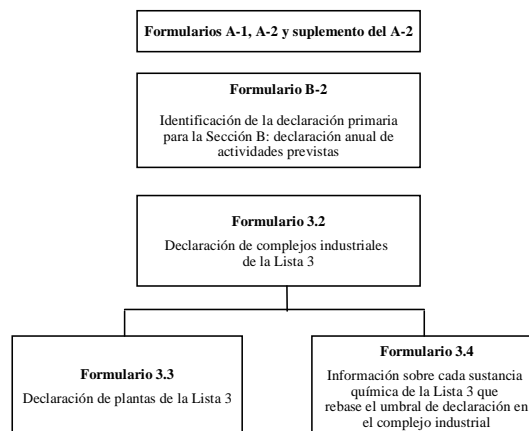 Formularios A-1, A-2 y suplemento del A-2
Formulario B-2
Identificación de la declaración primaria
para la Sección B: declaración anual de
actividades previstas
Formulario 3.2
Declaración de complejos industriales
de la Lista 3
Formulario 3.3
Declaración de plantas de la Lista 3
Formulario 3.4
Información sobre cada sustancia
química de la Lista 3 que
rebase el umbral de declaración en
el complejo industrial